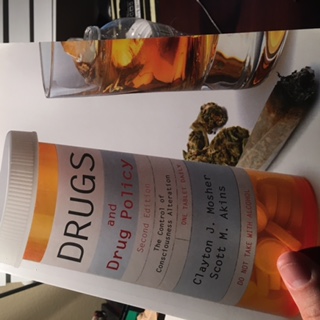 DRUGS
and
Drug Policy
Second Edition
The Control of
Consciousness Alteration
ONE TABLET DAILY
Clayton J. Mosher
Scott M. Akins
DO NOT TAKE WITH ALCOHOL